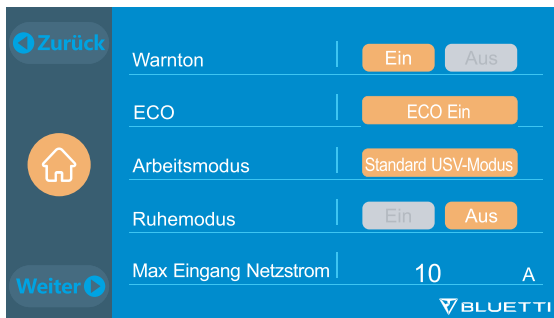 Zurück
Warnton Ein Aus
ECO ECO Ein
Arbeitsmodus Standard USV-Modus
Ruhemodus Ein Aus
Max Eingang Netzstrom 10 A
Weiter
BLUETTI